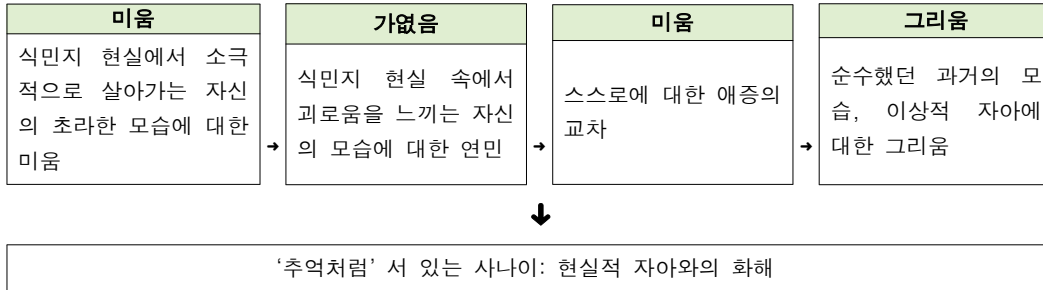 미움
식민지 현실에서 소극
적으로 살아가는 자신
의 초라한 모습에 대한
미움
→
가엾음
식민지 현실 속에서
괴로움을 느끼는 자신
의 모습에 대한 연민
→
미움
스스로에 대한 애증의
교차
→
그리움
순수했던 과거의 모
습, 이상적 자아에
대한 그리움
↓
‘추억처럼’ 서 있는 사나이: 현실적 자아와의 화해